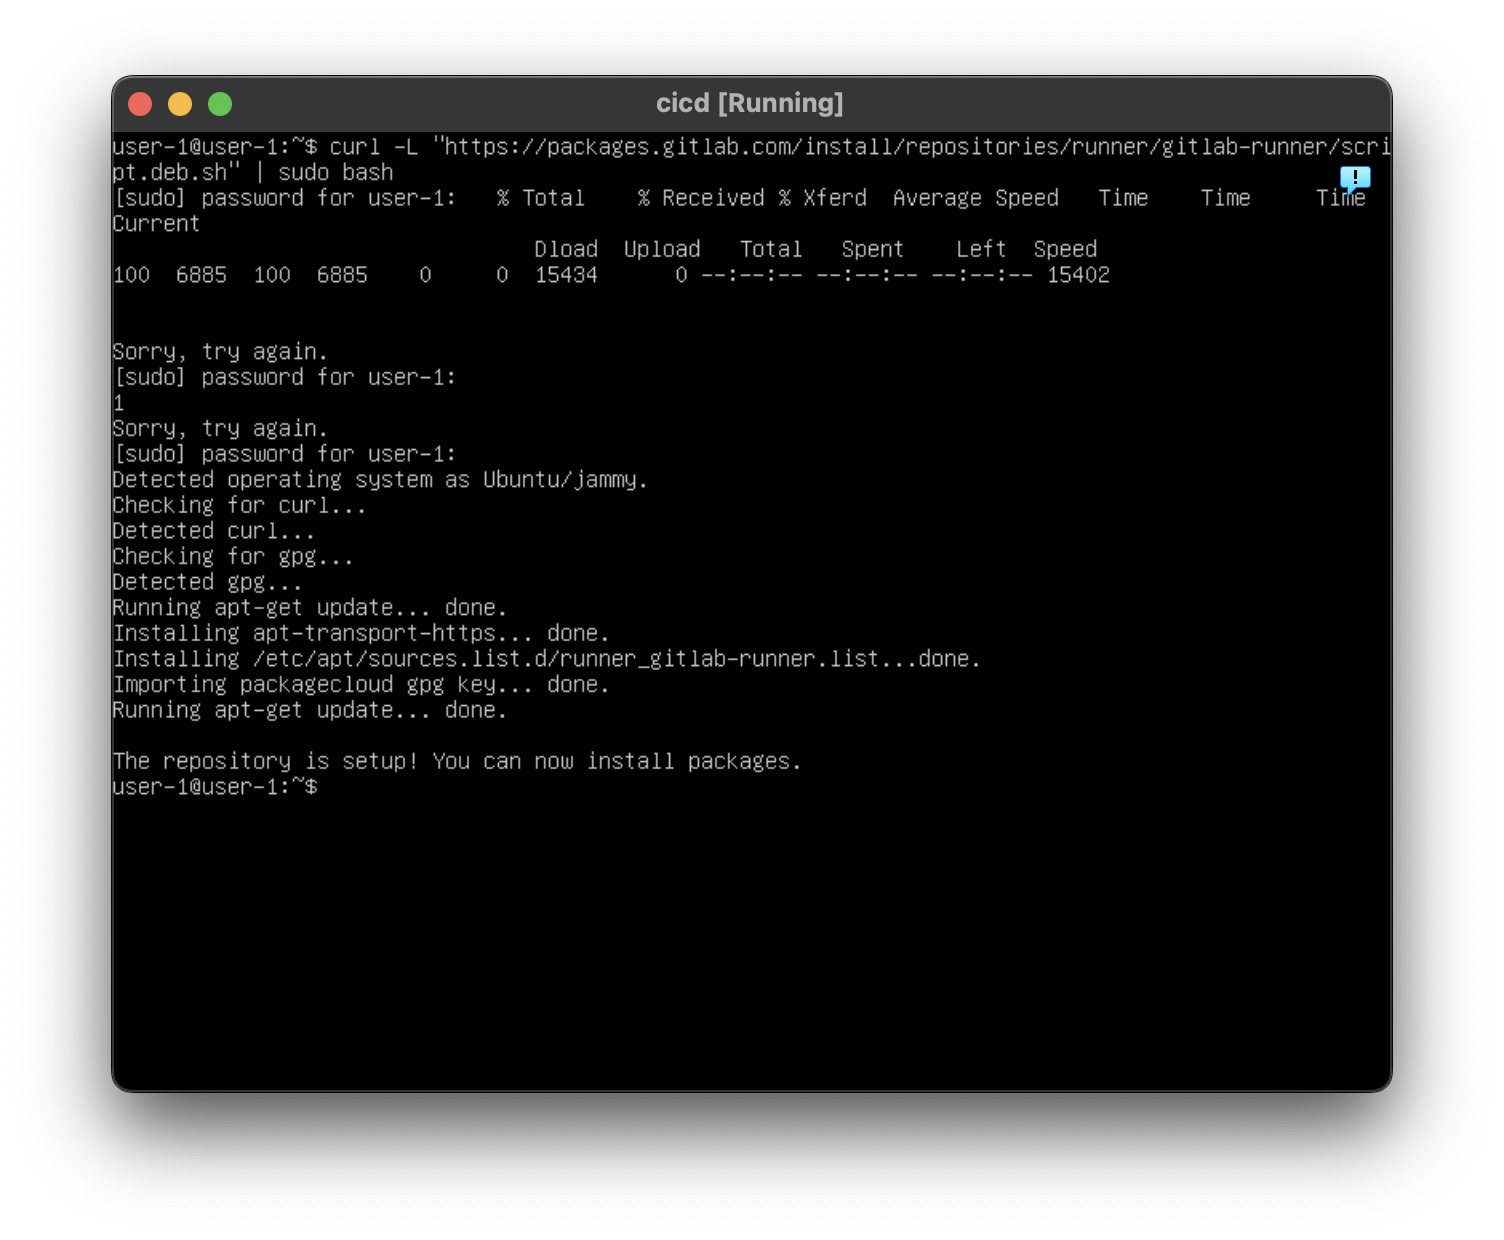 cicd [Running]
user-1@user-1:~$ curl -L "https://packages.gitlab.com/install/repositories/runner/gitlab-runner/scri
pt.deb.sh" | sudo bash
[sudo] password for user-1:   % Total    % Received % Xferd  Average Speed   Time    Time     Time
Current
                                 Dload  Upload   Total   Spent    Left  Speed
100  6885  100  6885    0     0  15434      0 --:--:-- --:--:-- --:--:-- 15402
Sorry, try again.
[sudo] password for user-1:
1
Sorry, try again.
[sudo] password for user-1:
Detected operating system as Ubuntu/jammy.
Checking for curl...
Detected curl...
Checking for gpg...
Detected gpg...
Running apt-get update... done.
Installing apt-transport-https... done.
Installing /etc/apt/sources.list.d/runner_gitlab-runner.list...done.
Importing packagecloud gpg key... done.
Running apt-get update... done.
The repository is setup! You can now install packages.
user-1@user-1:~$